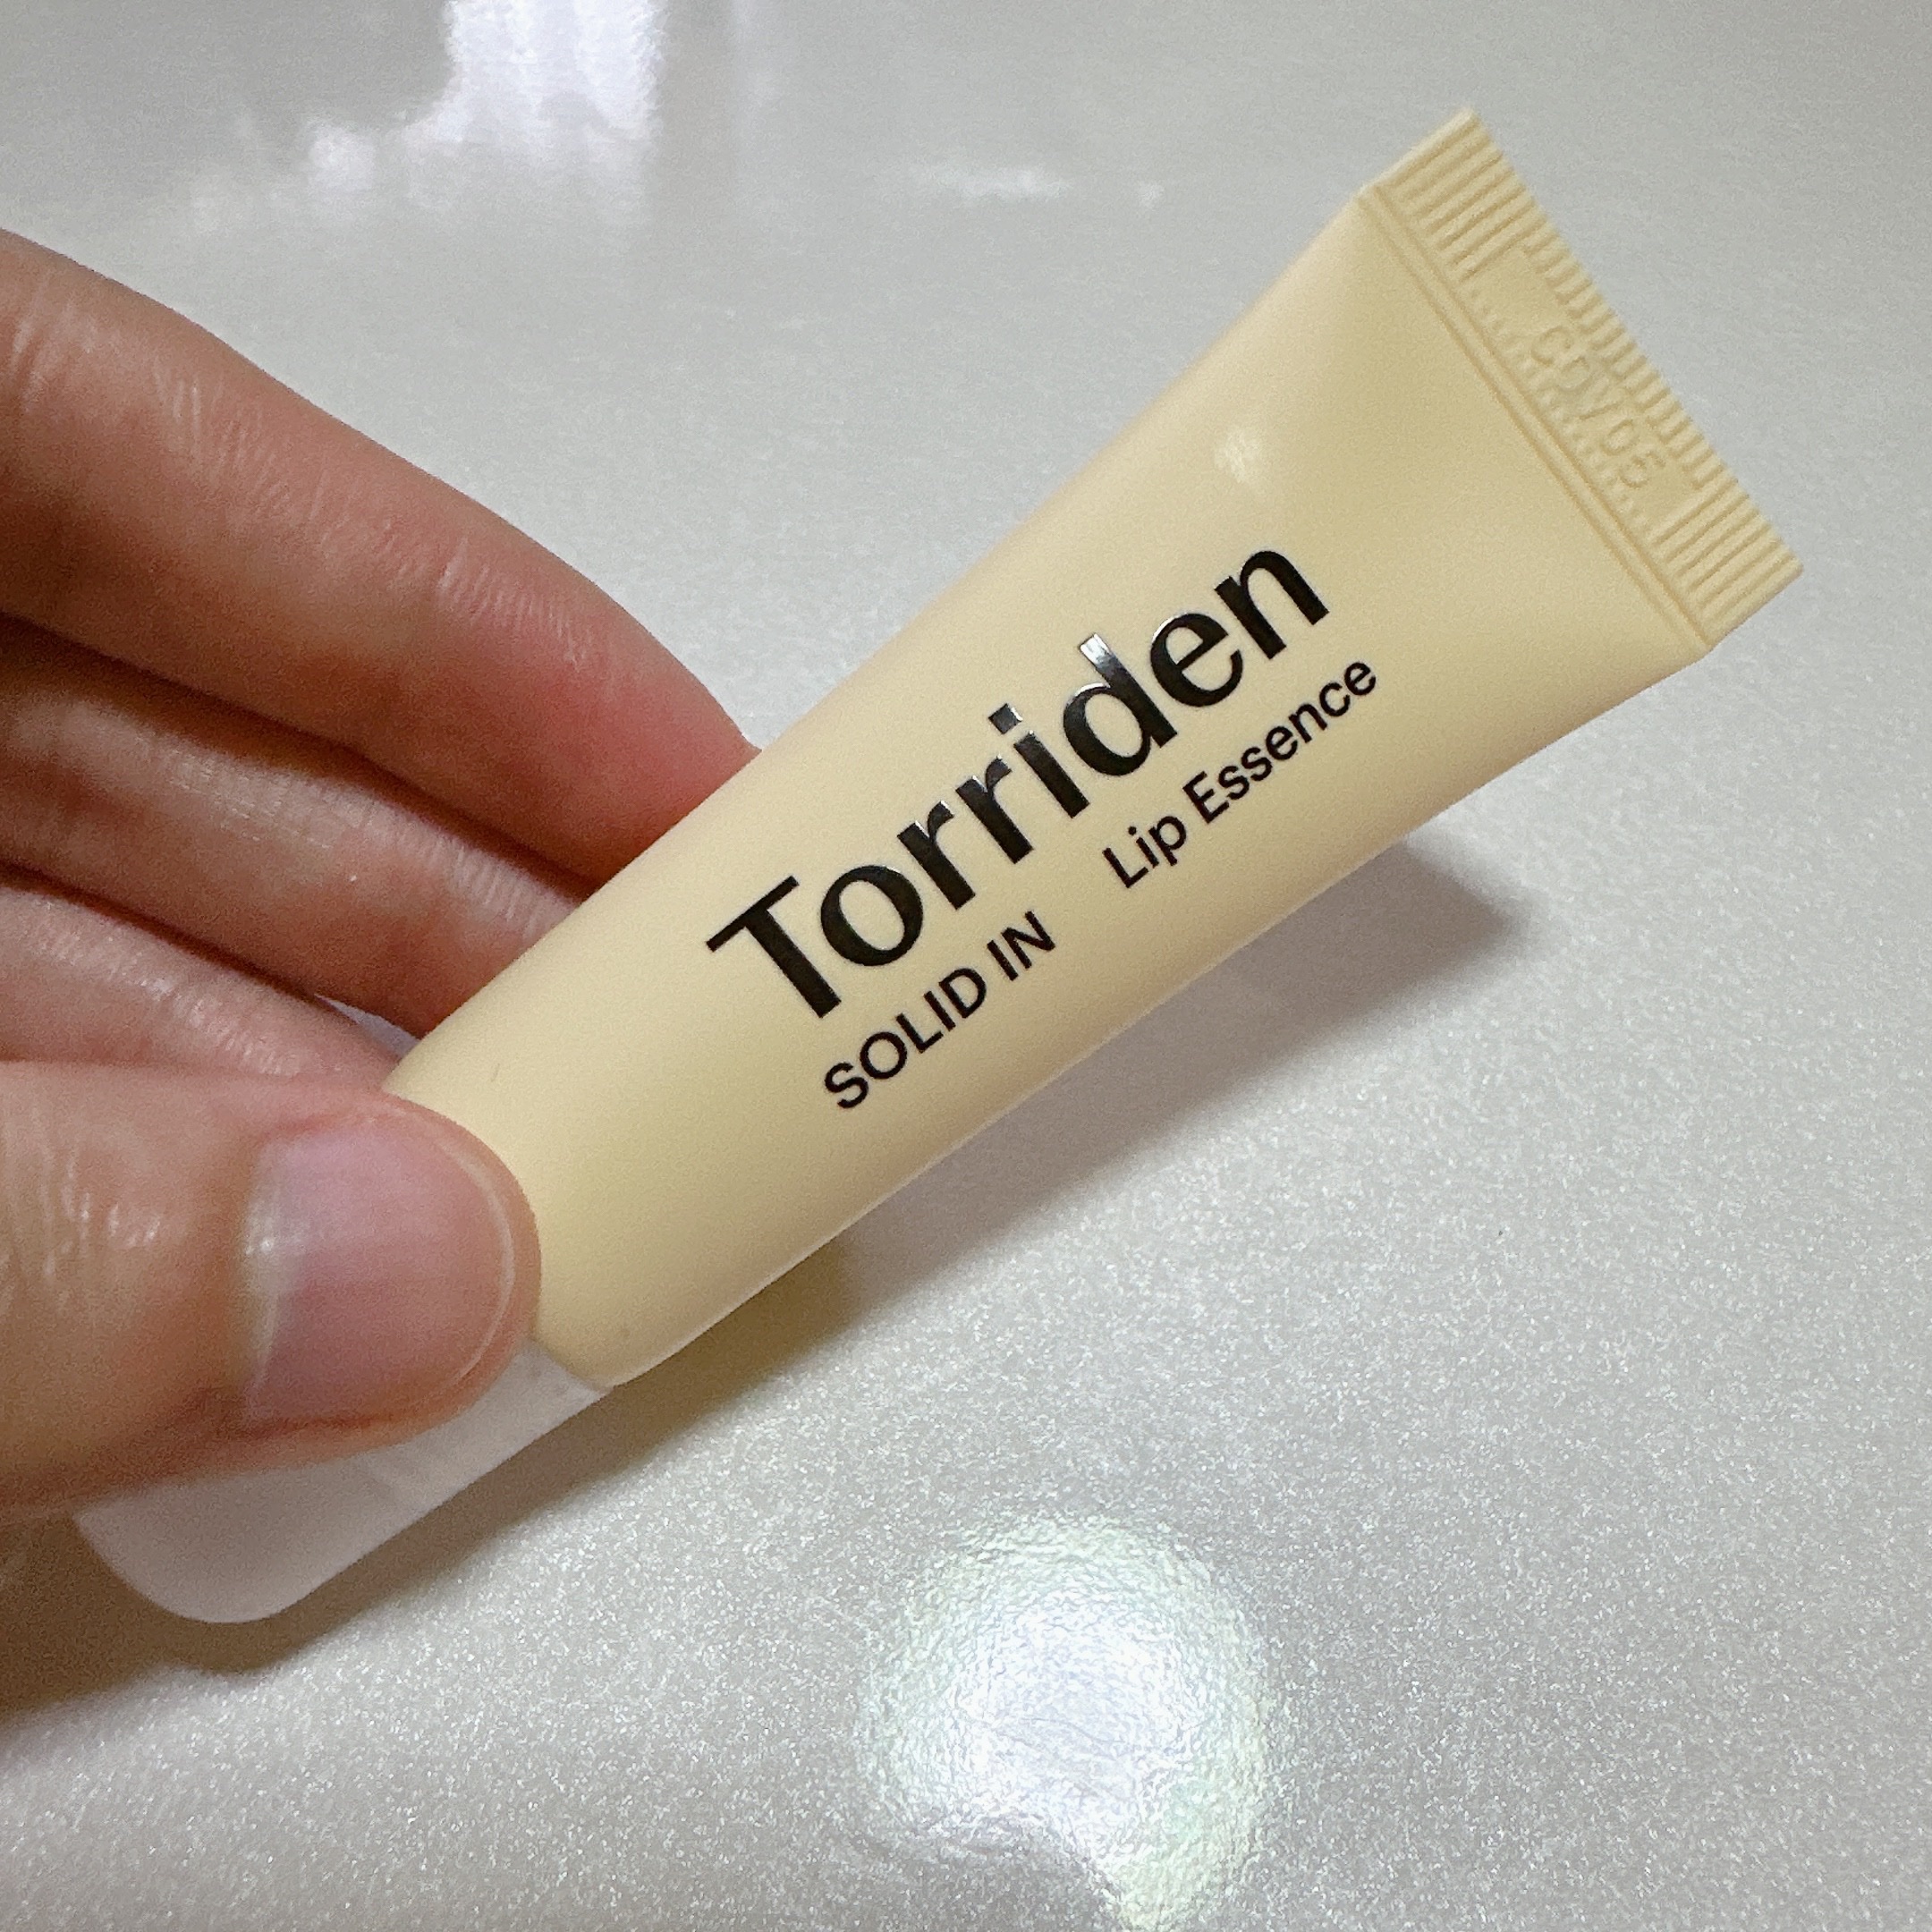 Torriden
SOLID IN Lip Essence